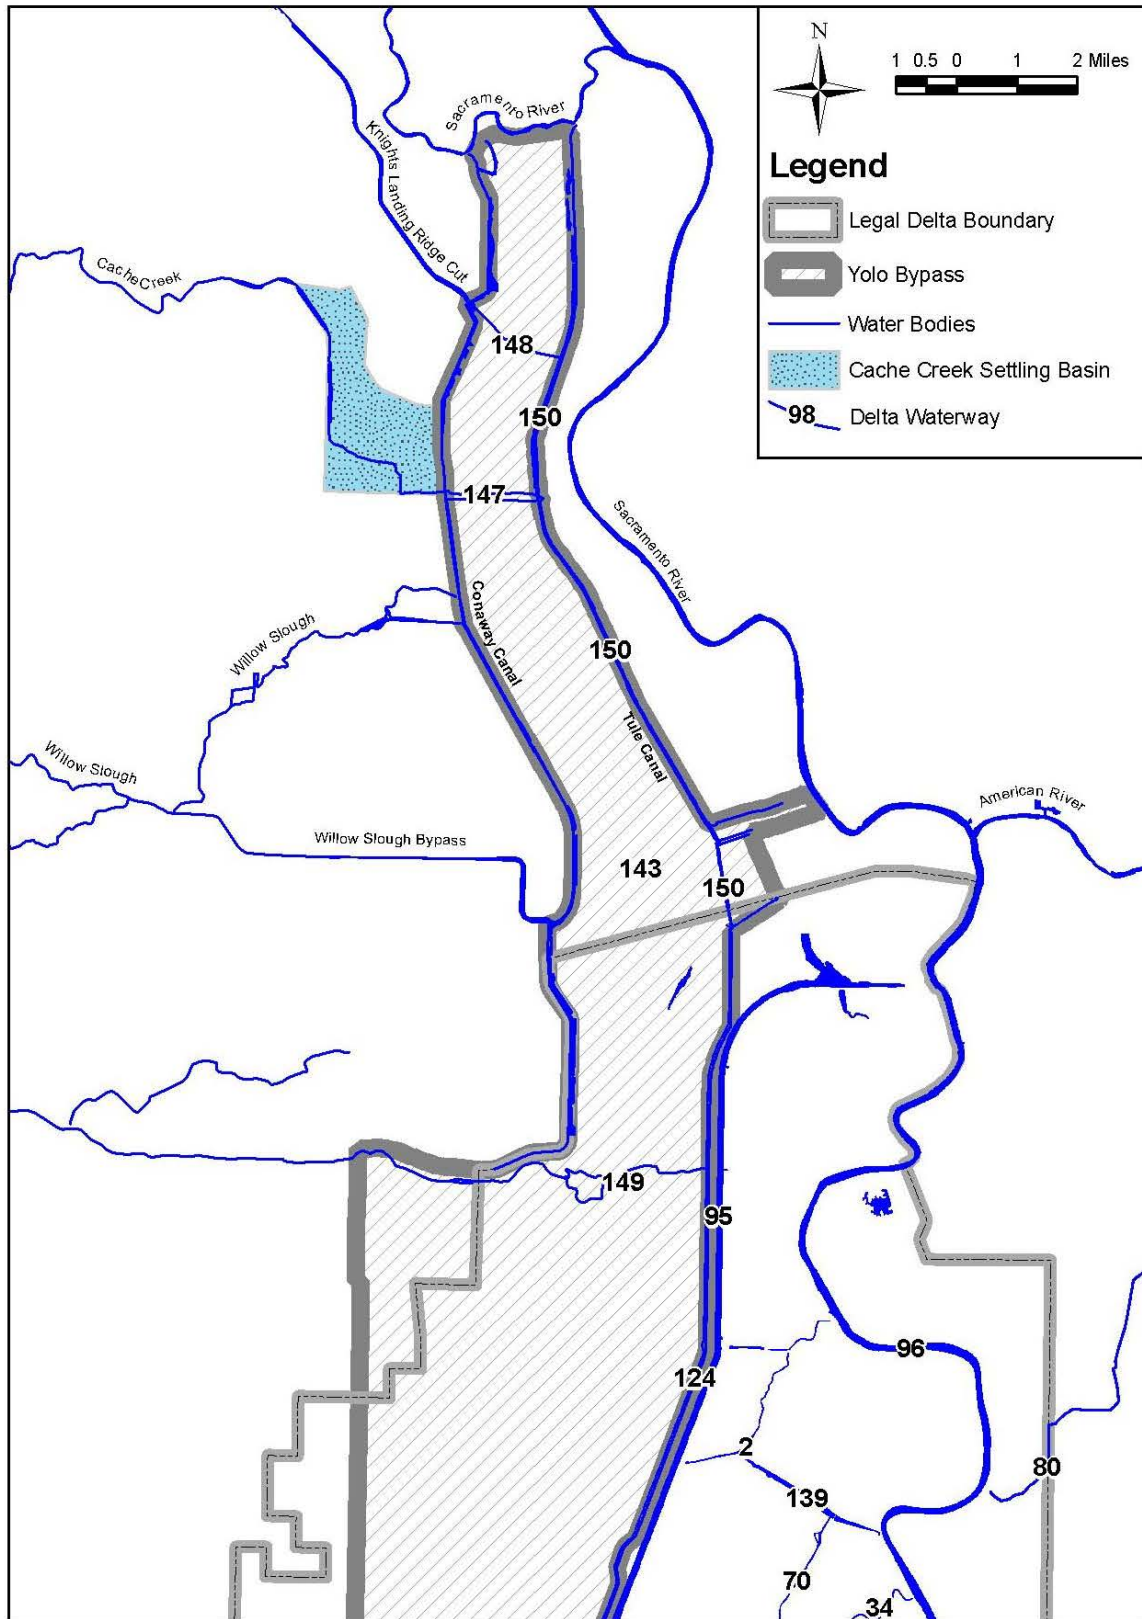 N
1 0.5 0 1 2 Miles
Legend
Legal Delta Boundary
Yolo Bypass
Water Bodies
Cache Creek Settling Basin
98 Delta Waterway
Sacramento River
Knights Landing Ridge Cut
CacheCreek
148
150
147
Sacramento River
Conaway Canal
Willow Slough
150
Tule Canal
Willow Slough
American River
Willow Slough Bypass
143
150
149
95
96
124
2
80
139
70
34